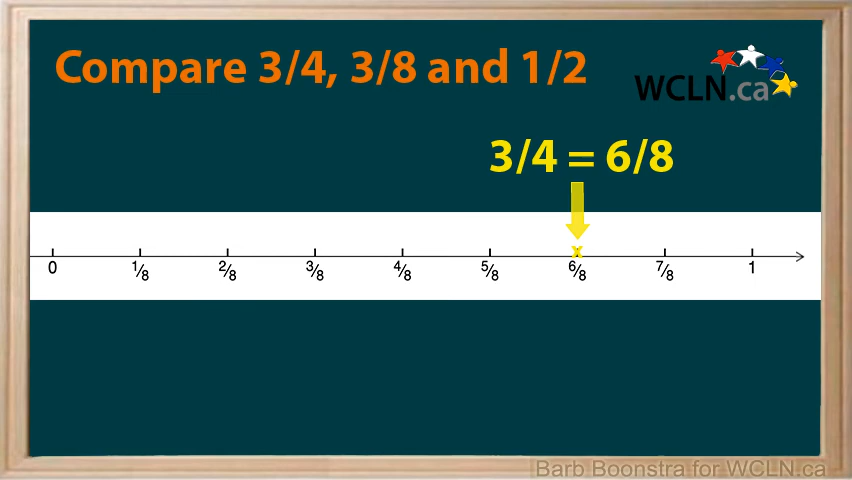 Compare 3/4, 3/8 and 1/2
WCLN.ca
3/4 = 6/8
x
0 1/8 2/8 3/8 4/8 5/8 6/8 7/8 1
Barb Boonstra for WCLN.ca